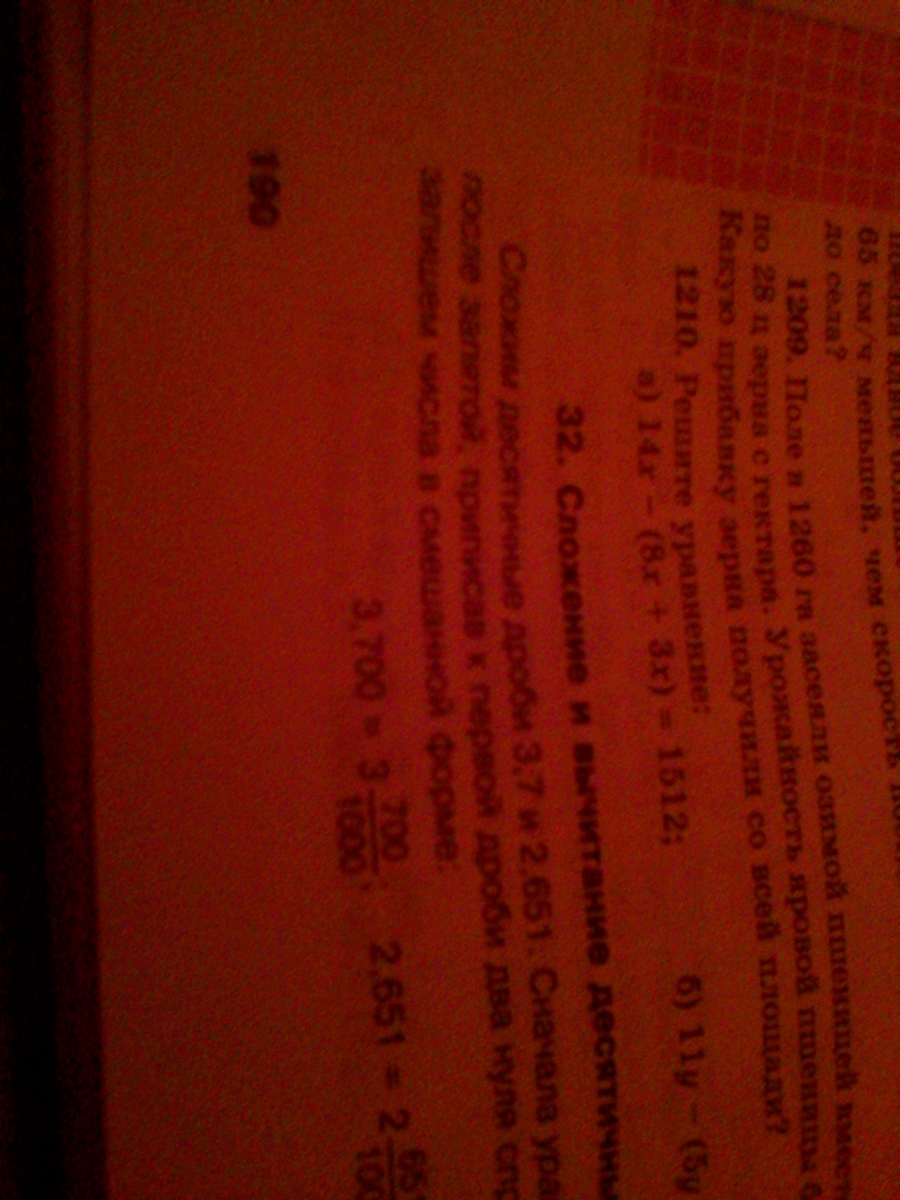 65 км/ч меньшей, чем скорость
до села?
1209. Поле в 1260 га засеяли озимой пшеницей
по 28 ц зерна с гектара. Урожайность яровой пшеницы
Какую прибавку зерна получили со всей площади?
1210. Решите уравнение:
а) 14x − (8x + 3x) = 1512; б) 11y − (5y
32. Сложение и вычитание
Сложим десятичные дроби 3,7 и 2,651. Сначала
после запятой, приписав к первой дроби два нуля
запишем числа в смешанной форме:
3,700 = 3 700/1000; 2,651 = 2
190